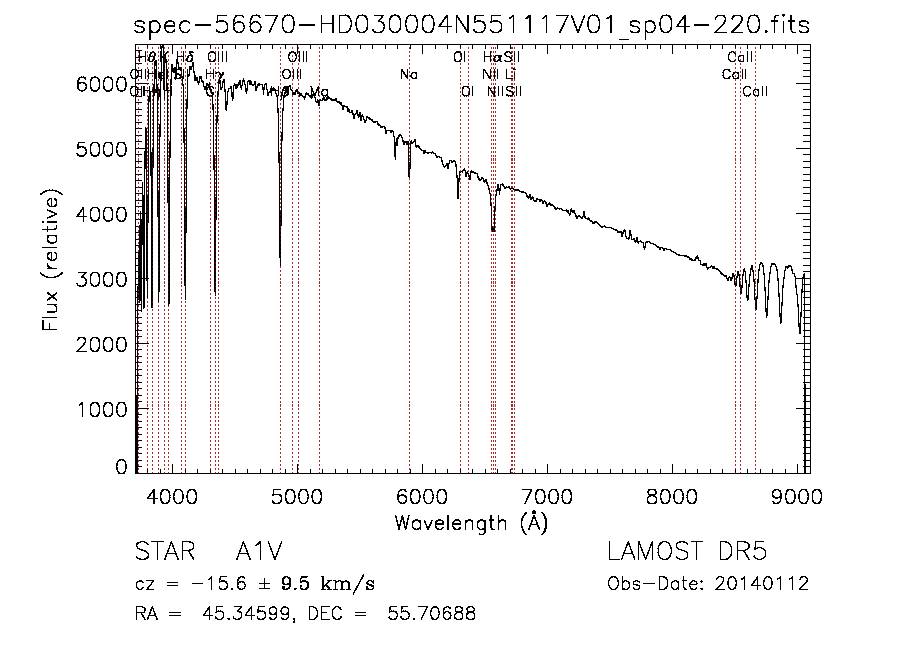 spec-56670-HD030004N551117V01_sp04-220.fits
Hδ OIII OIII OI Hα SII CaII
Hγ OIII Na NII Li CaII
Mg OI NII SII CaII
6000
5000
4000
3000
2000
1000
0
Flux (relative)
4000 5000 6000 7000 8000 9000
Wavelength (Å)
STAR A1V LAMOST DR5
cz = -15.6 ± 9.5 km/s Obs-Date: 20140112
RA = 45.34599, DEC = 55.70688